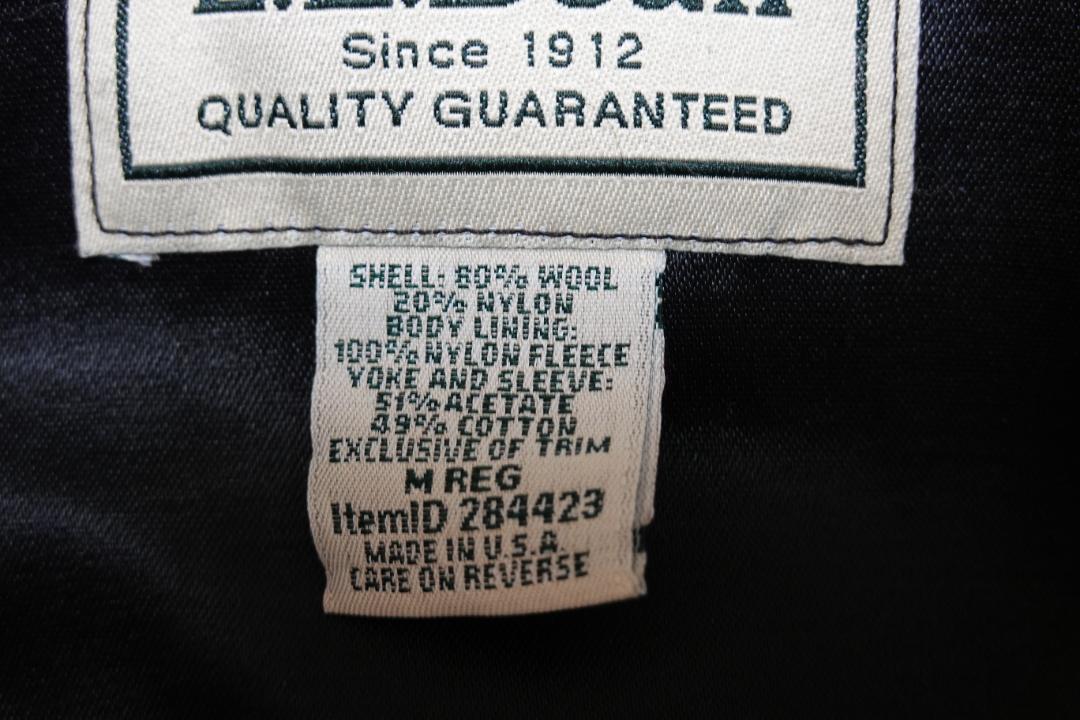 L.L.Bean
Since 1912
QUALITY GUARANTEED
SHELL: 80% WOOL
20% NYLON
BODY LINING:
100% NYLON FLEECE
YOKE AND SLEEVE:
51% ACETATE
49% COTTON
EXCLUSIVE OF TRIM
M REG
ItemID 284423
MADE IN U.S.A.
CARE ON REVERSE